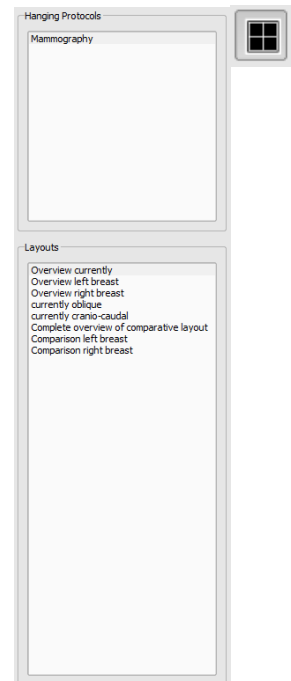 Hanging Protocols
Mammography
Layouts
Overview currently
Overview left breast
Overview right breast
currently oblique
currently cranio-caudal
Complete overview of comparative layout
Comparison left breast
Comparison right breast